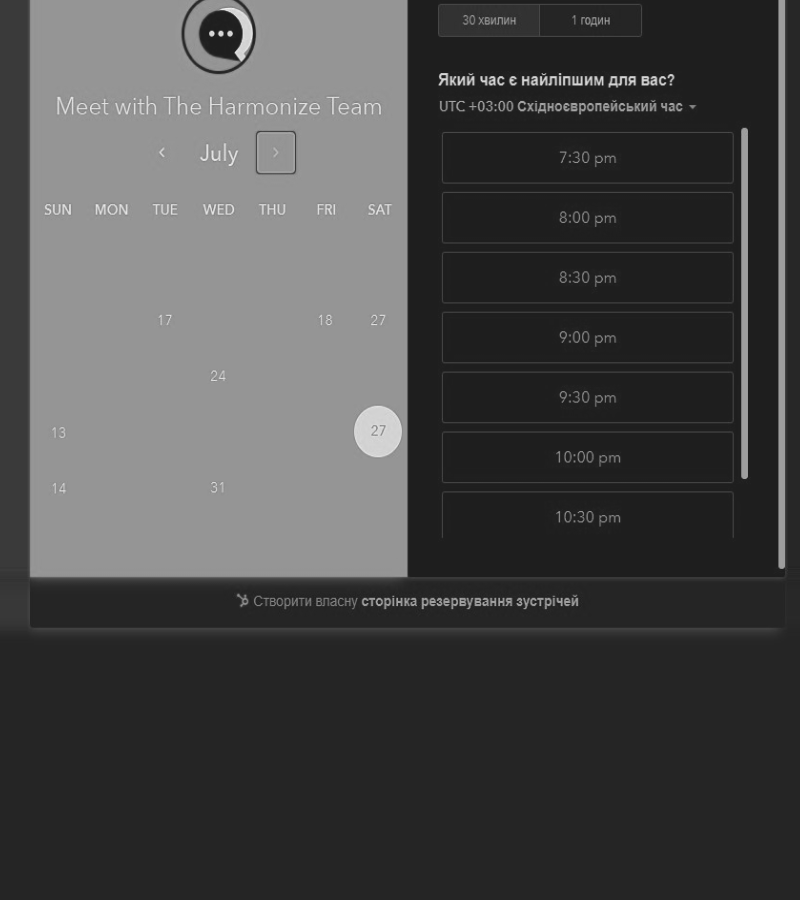 Meet with The Harmonize Team
July
SUN MON TUE WED THU FRI SAT
17 18 27
24
13 27
14 31
30 хвилин 1 годин
Який час є найліпшим для вас?
UTC +03:00 Східноєвропейський час
7:30 pm
8:00 pm
8:30 pm
9:00 pm
9:30 pm
10:00 pm
10:30 pm
Створити власну сторінка резервування зустрічей